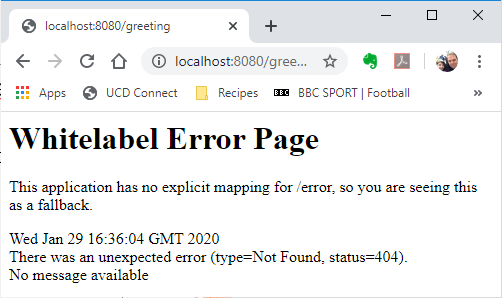 localhost:8080/greeting
localhost:8080/gree...
Apps
UCD Connect
Recipes
BBC
BBC SPORT | Football
»
Whitelabel Error Page
This application has no explicit mapping for /error, so you are seeing this
as a fallback.
Wed Jan 29 16:36:04 GMT 2020
There was an unexpected error (type=Not Found, status=404).
No message available